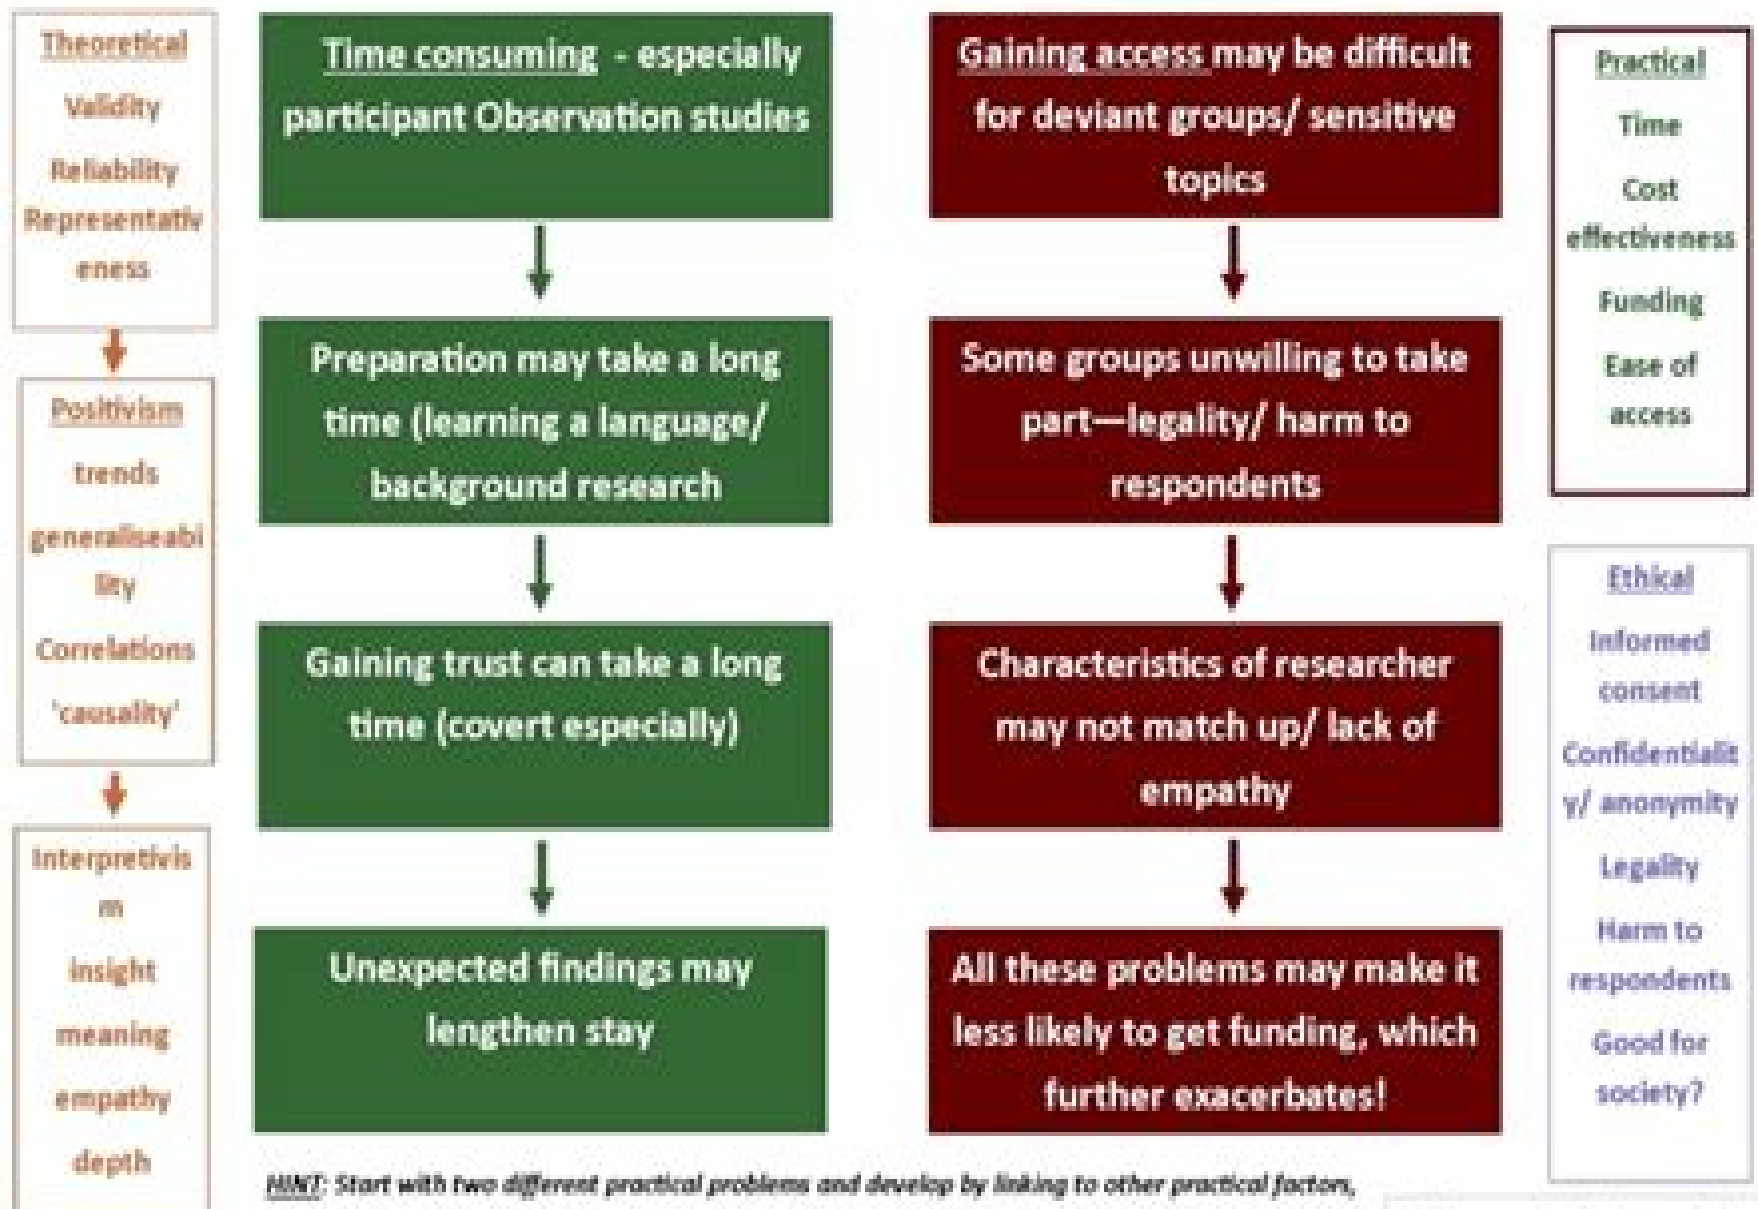 Theoretical
Validity
Reliability
Representativ
eness
Positivism
trends
generaliseabi
lity
Correlations
'causality'
Interpretivis
m
insight
meaning
empathy
depth
Time consuming - especially
participant Observation studies
Preparation may take a long
time (learning a language/
background research
Gaining trust can take a long
time (covert especially)
Unexpected findings may
lengthen stay
Gaining access may be difficult
for deviant groups/ sensitive
topics
Some groups unwilling to take
part—legality/ harm to
respondents
Characteristics of researcher
may not match up/ lack of
empathy
All these problems may make it
less likely to get funding, which
further exacerbates!
Practical
Time
Cost
effectiveness
Funding
Ease of
access
Ethical
Informed
consent
Confidentialit
y/ anonymity
Legality
Harm to
respondents
Good for
society?
HINT: Start with two different practical problems and develop by linking to other practical factors,